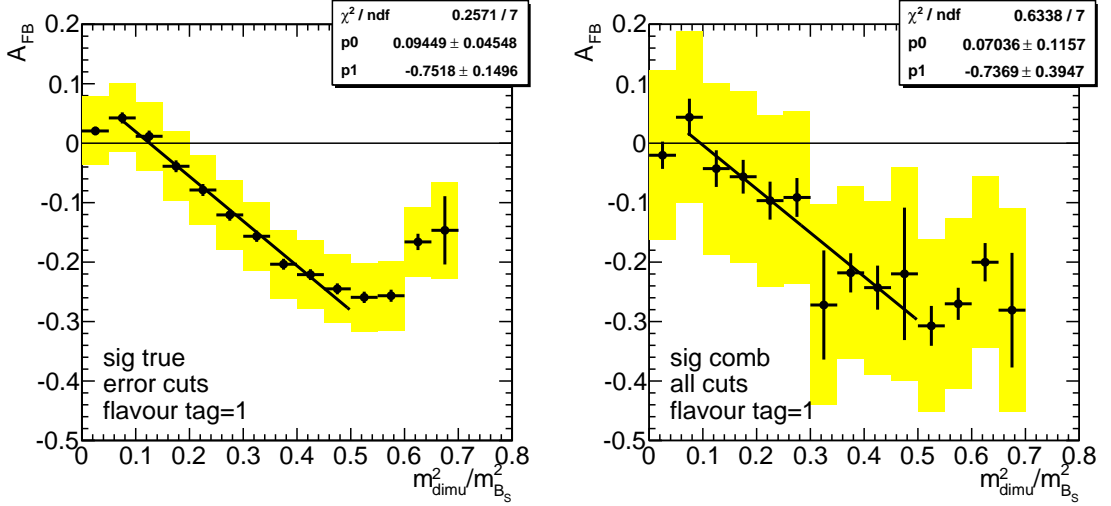 A_FB
χ² / ndf 0.2571 / 7
p0 0.09449 ± 0.04548
p1 -0.7518 ± 0.1496
0.2
0.1
0
-0.1
-0.2
-0.3
-0.4
-0.5
sig true
error cuts
flavour tag=1
0 0.1 0.2 0.3 0.4 0.5 0.6 0.7 0.8
m²_dimu/m²_B_S
A_FB
χ² / ndf 0.6338 / 7
p0 0.07036 ± 0.1157
p1 -0.7369 ± 0.3947
0.2
0.1
0
-0.1
-0.2
-0.3
-0.4
-0.5
sig comb
all cuts
flavour tag=1
0 0.1 0.2 0.3 0.4 0.5 0.6 0.7 0.8
m²_dimu/m²_B_S